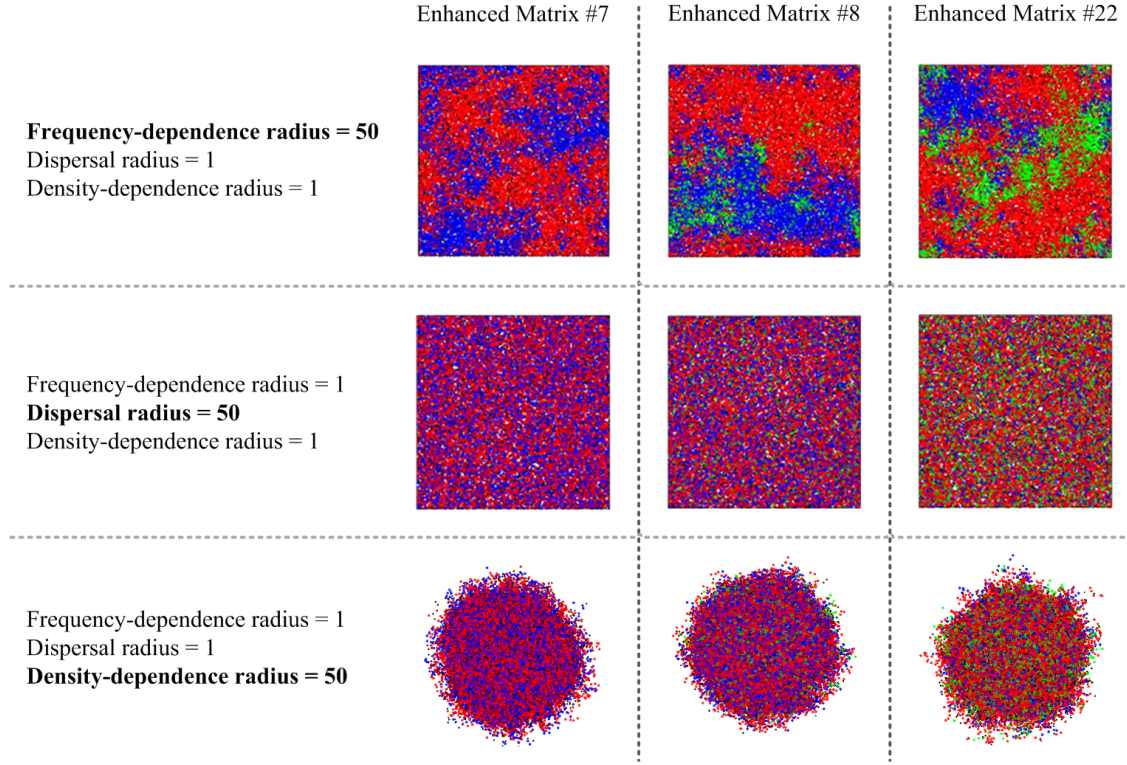 Enhanced Matrix #7
Enhanced Matrix #8
Enhanced Matrix #22
Frequency-dependence radius = 50
Dispersal radius = 1
Density-dependence radius = 1
Frequency-dependence radius = 1
Dispersal radius = 50
Density-dependence radius = 1
Frequency-dependence radius = 1
Dispersal radius = 1
Density-dependence radius = 50